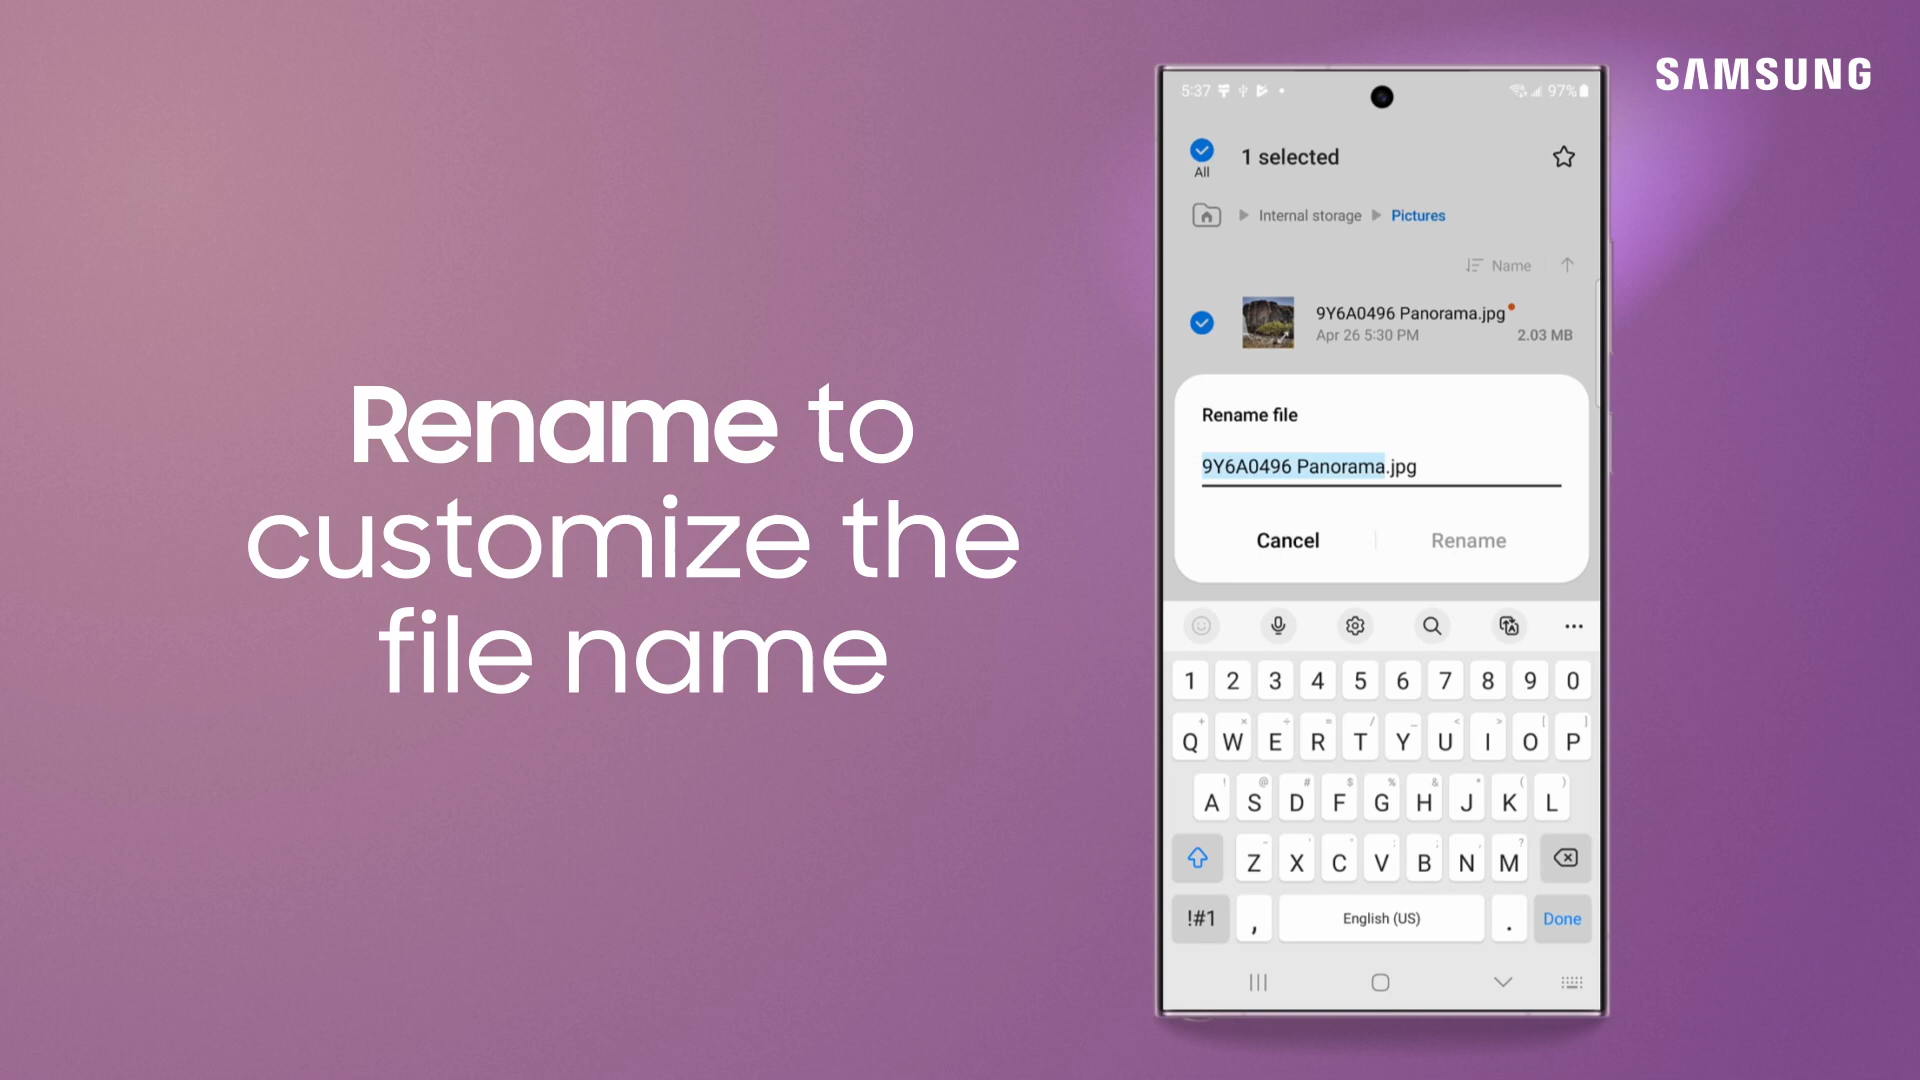 SAMSUNG
Rename to
customize the
file name
5:37
97%
1 selected
All
Internal storage
Pictures
Name
9Y6A0496 Panorama.jpg
Apr 26 5:30 PM
2.03 MB
Rename file
9Y6A0496 Panorama.jpg
Cancel
Rename
1 2 3 4 5 6 7 8 9 0
Q W E R T Y U I O P
A S D F G H J K L
Z X C V B N M
!#1 , English (US) . Done